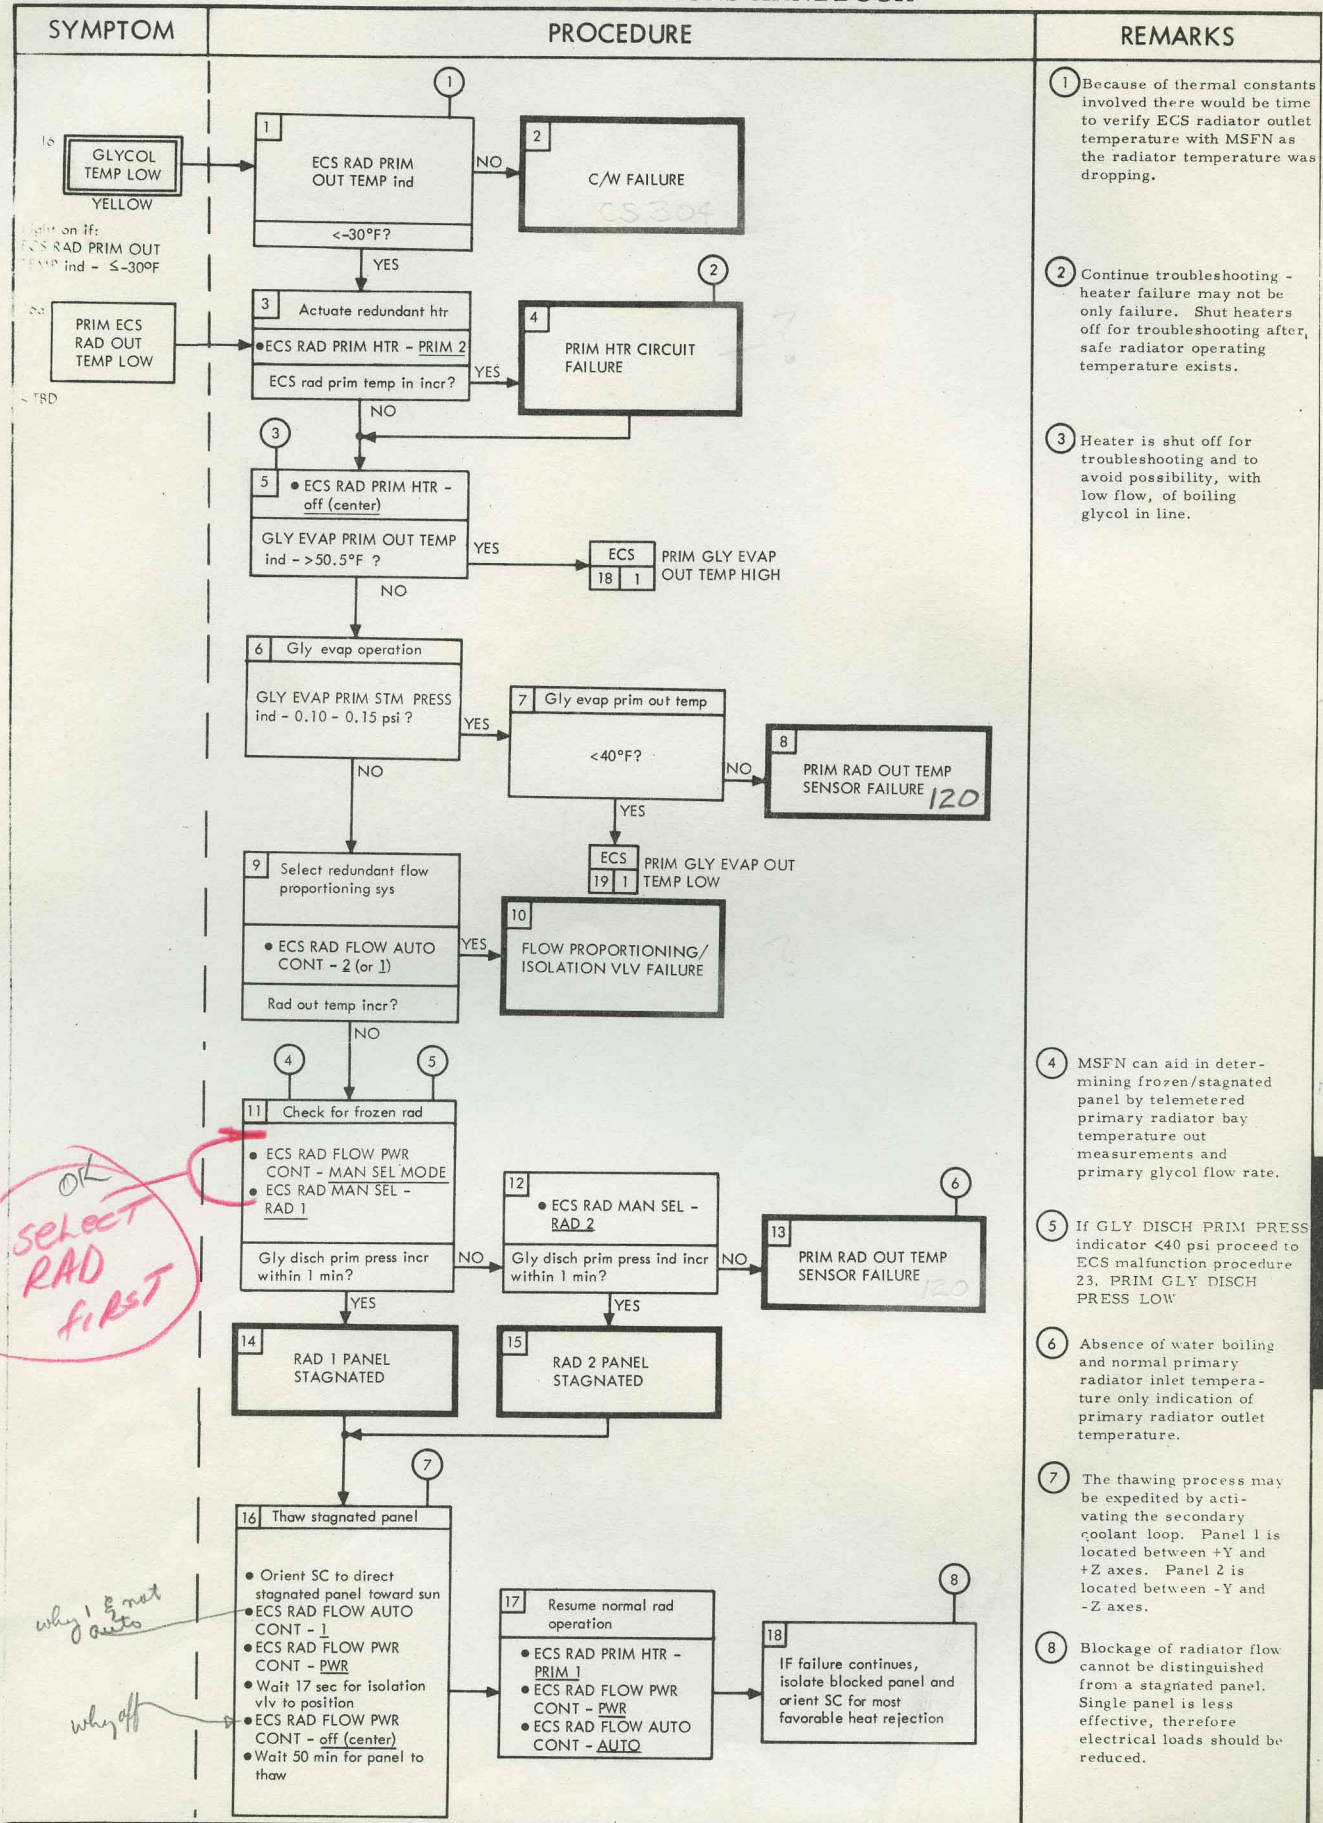 SYMPTOM
PROCEDURE
REMARKS
16
GLYCOL
TEMP LOW
YELLOW
on if:
RAD PRIM OUT
ind - ≤-30°F
PRIM ECS
RAD OUT
TEMP LOW
TBD
1
1
ECS RAD PRIM
OUT TEMP ind
<-30°F?
NO
YES
2
C/W FAILURE
CS 304
3
Actuate redundant htr
•ECS RAD PRIM HTR - PRIM 2
ECS rad prim temp in incr?
YES
NO
2
4
PRIM HTR CIRCUIT
FAILURE
?
3
5
• ECS RAD PRIM HTR -
off (center)
GLY EVAP PRIM OUT TEMP
ind - >50.5°F ?
YES
NO
ECS
18 1
PRIM GLY EVAP
OUT TEMP HIGH
6
Gly evap operation
GLY EVAP PRIM STM PRESS
ind - 0.10 - 0.15 psi ?
YES
NO
7
Gly evap prim out temp
<40°F?
NO
YES
8
PRIM RAD OUT TEMP
SENSOR FAILURE 120
ECS
19 1
PRIM GLY EVAP OUT
TEMP LOW
9
Select redundant flow
proportioning sys
• ECS RAD FLOW AUTO
CONT - 2 (or 1)
Rad out temp incr?
YES
NO
10
FLOW PROPORTIONING/
ISOLATION VLV FAILURE
4
5
11
Check for frozen rad
• ECS RAD FLOW PWR
CONT - MAN SEL MODE
• ECS RAD MAN SEL -
RAD 1
Gly disch prim press incr
within 1 min?
NO
YES
OK
SELECT
RAD
FIRST
12
• ECS RAD MAN SEL -
RAD 2
Gly disch prim press ind incr
within 1 min?
NO
YES
6
13
PRIM RAD OUT TEMP
SENSOR FAILURE
120
14
RAD 1 PANEL
STAGNATED
15
RAD 2 PANEL
STAGNATED
7
16
Thaw stagnated panel
• Orient SC to direct
stagnated panel toward sun
•ECS RAD FLOW AUTO
CONT - 1
•ECS RAD FLOW PWR
CONT - PWR
•Wait 17 sec for isolation
vlv to position
•ECS RAD FLOW PWR
CONT - off (center)
•Wait 50 min for panel to
thaw
why 1 & not
auto
why off
17
Resume normal rad
operation
•ECS RAD PRIM HTR -
PRIM 1
•ECS RAD FLOW PWR
CONT - PWR
•ECS RAD FLOW AUTO
CONT - AUTO
8
18
IF failure continues,
isolate blocked panel and
orient SC for most
favorable heat rejection
1 Because of thermal constants
involved there would be time
to verify ECS radiator outlet
temperature with MSFN as
the radiator temperature was
dropping.
2 Continue troubleshooting -
heater failure may not be
only failure. Shut heaters
off for troubleshooting after,
safe radiator operating
temperature exists.
3 Heater is shut off for
troubleshooting and to
avoid possibility, with
low flow, of boiling
glycol in line.
4 MSFN can aid in deter-
mining frozen/stagnated
panel by telemetered
primary radiator bay
temperature out
measurements and
primary glycol flow rate.
5 If GLY DISCH PRIM PRESS
indicator <40 psi proceed to
ECS malfunction procedure
23. PRIM GLY DISCH
PRESS LOW
6 Absence of water boiling
and normal primary
radiator inlet tempera-
ture only indication of
primary radiator outlet
temperature.
7 The thawing process may
be expedited by acti-
vating the secondary
coolant loop. Panel 1 is
located between +Y and
+Z axes. Panel 2 is
located between -Y and
-Z axes.
8 Blockage of radiator flow
cannot be distinguished
from a stagnated panel.
Single panel is less
effective, therefore
electrical loads should be
reduced.